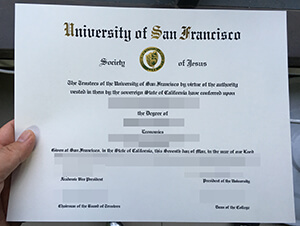 University of San Francisco
Society of Jesus
The Trustees of the University of San Francisco by virtue of the authority
vested in them by the sovereign State of California have conferred upon
the Degree of
Economics
Given at San Francisco, in the State of California, this Seventh day of May, in the year of our Lord
Academic Vice President
President of the University
Chairman of the Board of Trustees
Dean of the College